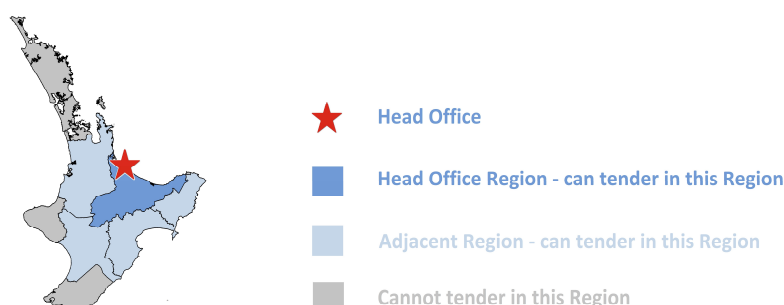 Head Office
Head Office Region - can tender in this Region
Adjacent Region - can tender in this Region
Cannot tender in this Region